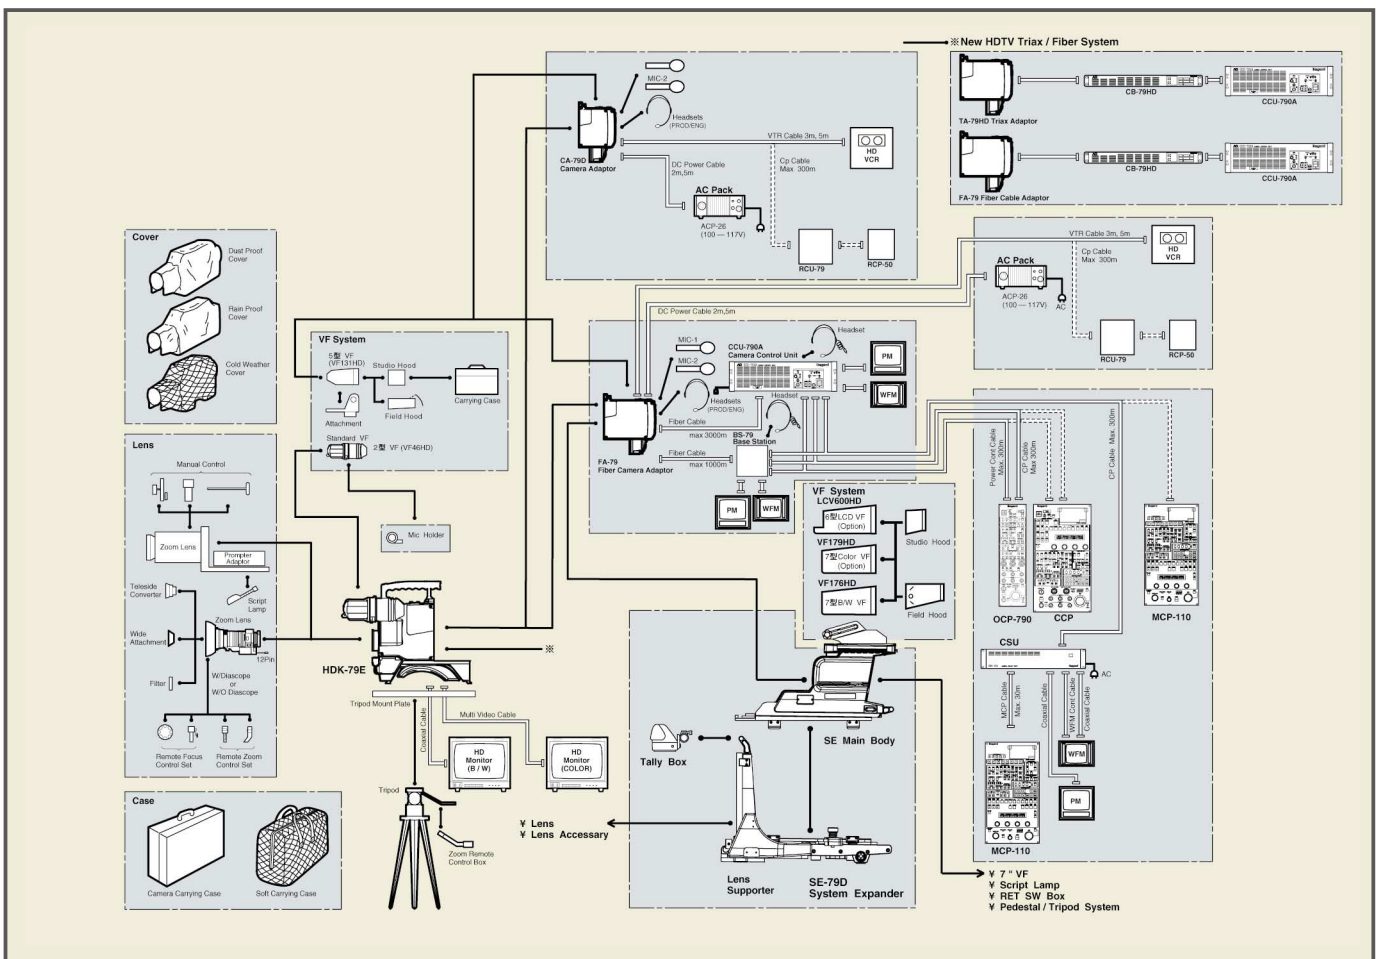 ※New HDTV Triax / Fiber System
TA-79HD Triax Adaptor
CB-79HD
CCU-790A
FA-79 Fiber Cable Adaptor
CB-79HD
CCU-790A
MIC-2
Headsets
(PROD/ENG)
CA-79D
Camera Adaptor
VTR Cable 3m, 5m
HD
VCR
DC Power Cable
2m,5m
Cp Cable
Max 300m
AC Pack
ACP-26
(100 — 117V)
RCU-79
RCP-50
VTR Cable 3m, 5m
Cp Cable
Max 300m
HD
VCR
AC Pack
ACP-26
(100 — 117V)
AC
RCU-79
RCP-50
Cover
Dust Proof
Cover
Rain Proof
Cover
Cold Weather
Cover
VF System
5型 VF
(VF131HD)
Studio Hood
Carrying Case
Attachment
Field Hood
Standard VF
2型 VF (VF46HD)
Mic Holder
DC Power Cable 2m,5m
MIC-1
MIC-2
Headsets
(PROD/ENG)
CCU-790A
Camera Control Unit
Headset
PM
WFM
Headset
Fiber Cable
max 3000m
BS-79
Base Station
Fiber Cable
max 1000m
FA-79
Fiber Camera Adaptor
PM
WFM
Lens
Manual Control
Zoom Lens
Prompter
Adaptor
Script
Lamp
Teleside
Converter
Wide
Attachment
Filter
Zoom Lens
12Pin
W/Diascope
or
W/O Diascope
Remote Focus
Control Set
Remote Zoom
Control Set
Case
Camera Carrying Case
Soft Carrying Case
HDK-79E
※
Tripod Mount Plate
Coaxial Cable
Multi Video Cable
HD
Monitor
(B / W)
HD
Monitor
(COLOR)
Tripod
Zoom Remote
Control Box
VF System
LCV600HD
6型LCD VF
(Option)
Studio Hood
VF179HD
7型Color VF
(Option)
VF176HD
7型B/W VF
Field Hood
Tally Box
SE Main Body
¥ Lens
¥ Lens Accessary
Lens
Supporter
SE-79D
System Expander
Power Cont Cable
Max. 300m
CP Cable
Max 300m
CP Cable Max. 300m
OCP-790
CCP
MCP-110
CSU
AC
MCP Cable
Max. 30m
Coaxial Cable
WFM Cont Cable
Coaxial Cable
WFM
PM
MCP-110
¥ 7 " VF
¥ Script Lamp
¥ RET SW Box
¥ Pedestal / Tripod System